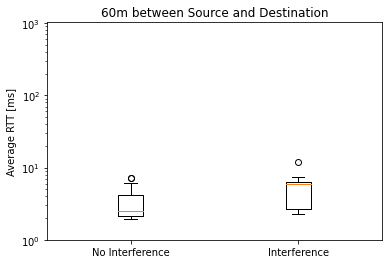 60m between Source and Destination
Average RTT [ms]
10³
10²
10¹
10⁰
No Interference
Interference